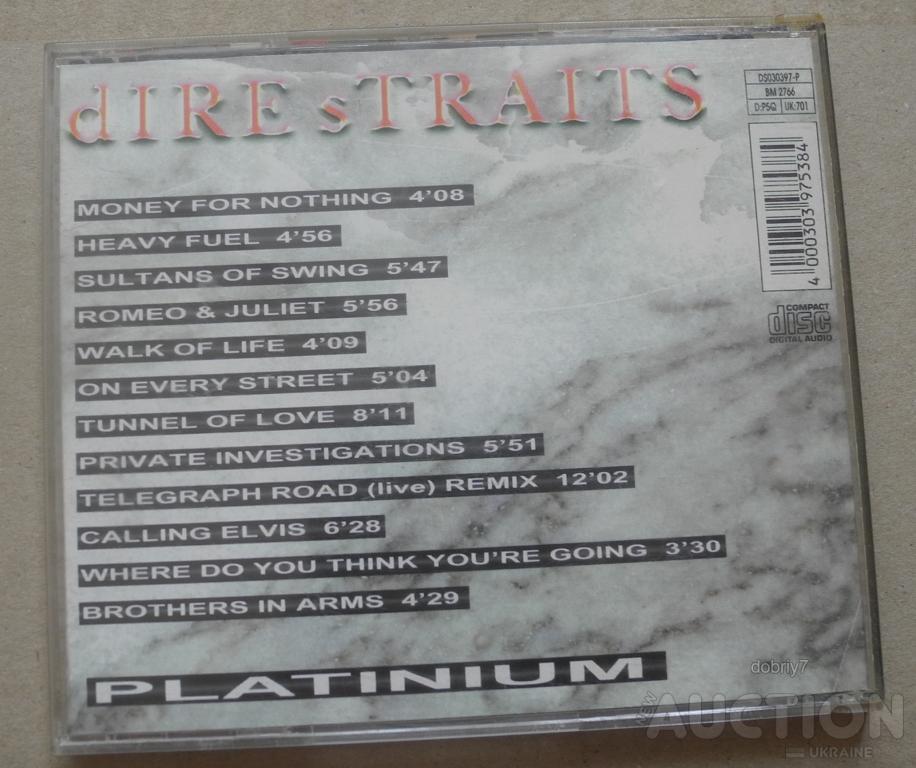 dIRE sTRAITS
DS030397-P
BM 2766
D:P5Q UK:701
MONEY FOR NOTHING 4'08
HEAVY FUEL 4'56
SULTANS OF SWING 5'47
ROMEO & JULIET 5'56
WALK OF LIFE 4'09
ON EVERY STREET 5'04
TUNNEL OF LOVE 8'11
PRIVATE INVESTIGATIONS 5'51
TELEGRAPH ROAD (live) REMIX 12'02
CALLING ELVIS 6'28
WHERE DO YOU THINK YOU'RE GOING 3'30
BROTHERS IN ARMS 4'29
4 000303 975384
COMPACT
disc
DIGITAL AUDIO
PLATINIUM
dobriy7
NEW AUCTION
UKRAINE